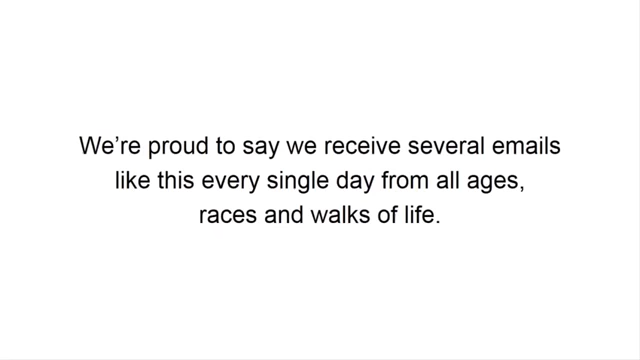 We’re proud to say we receive several emails
like this every single day from all ages,
races and walks of life.